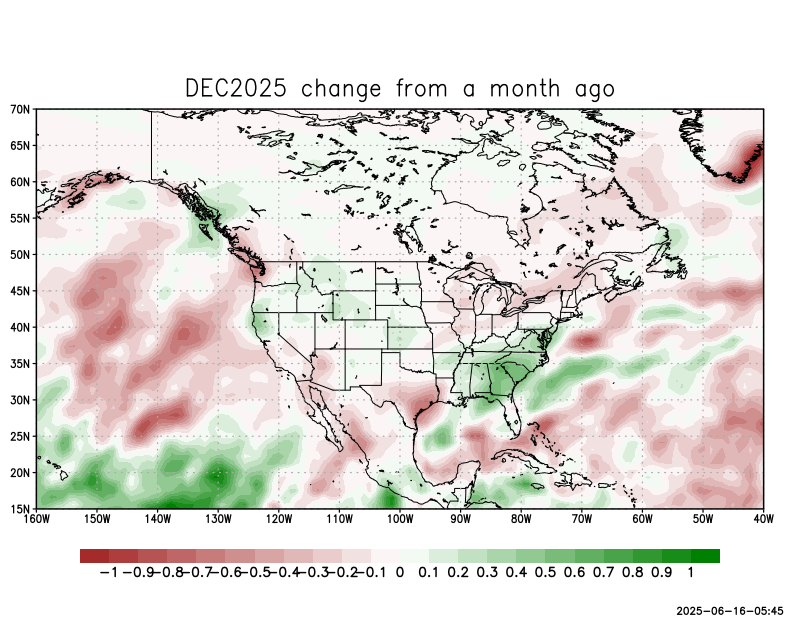 DEC2025 change from a month ago
70N
65N
60N
55N
50N
45N
40N
35N
30N
25N
20N
15N
160W 150W 140W 130W 120W 110W 100W 90W 80W 70W 60W 50W 40W
-1 -0.9 -0.8 -0.7 -0.6 -0.5 -0.4 -0.3 -0.2 -0.1 0 0.1 0.2 0.3 0.4 0.5 0.6 0.7 0.8 0.9 1
2025-06-16-05:45